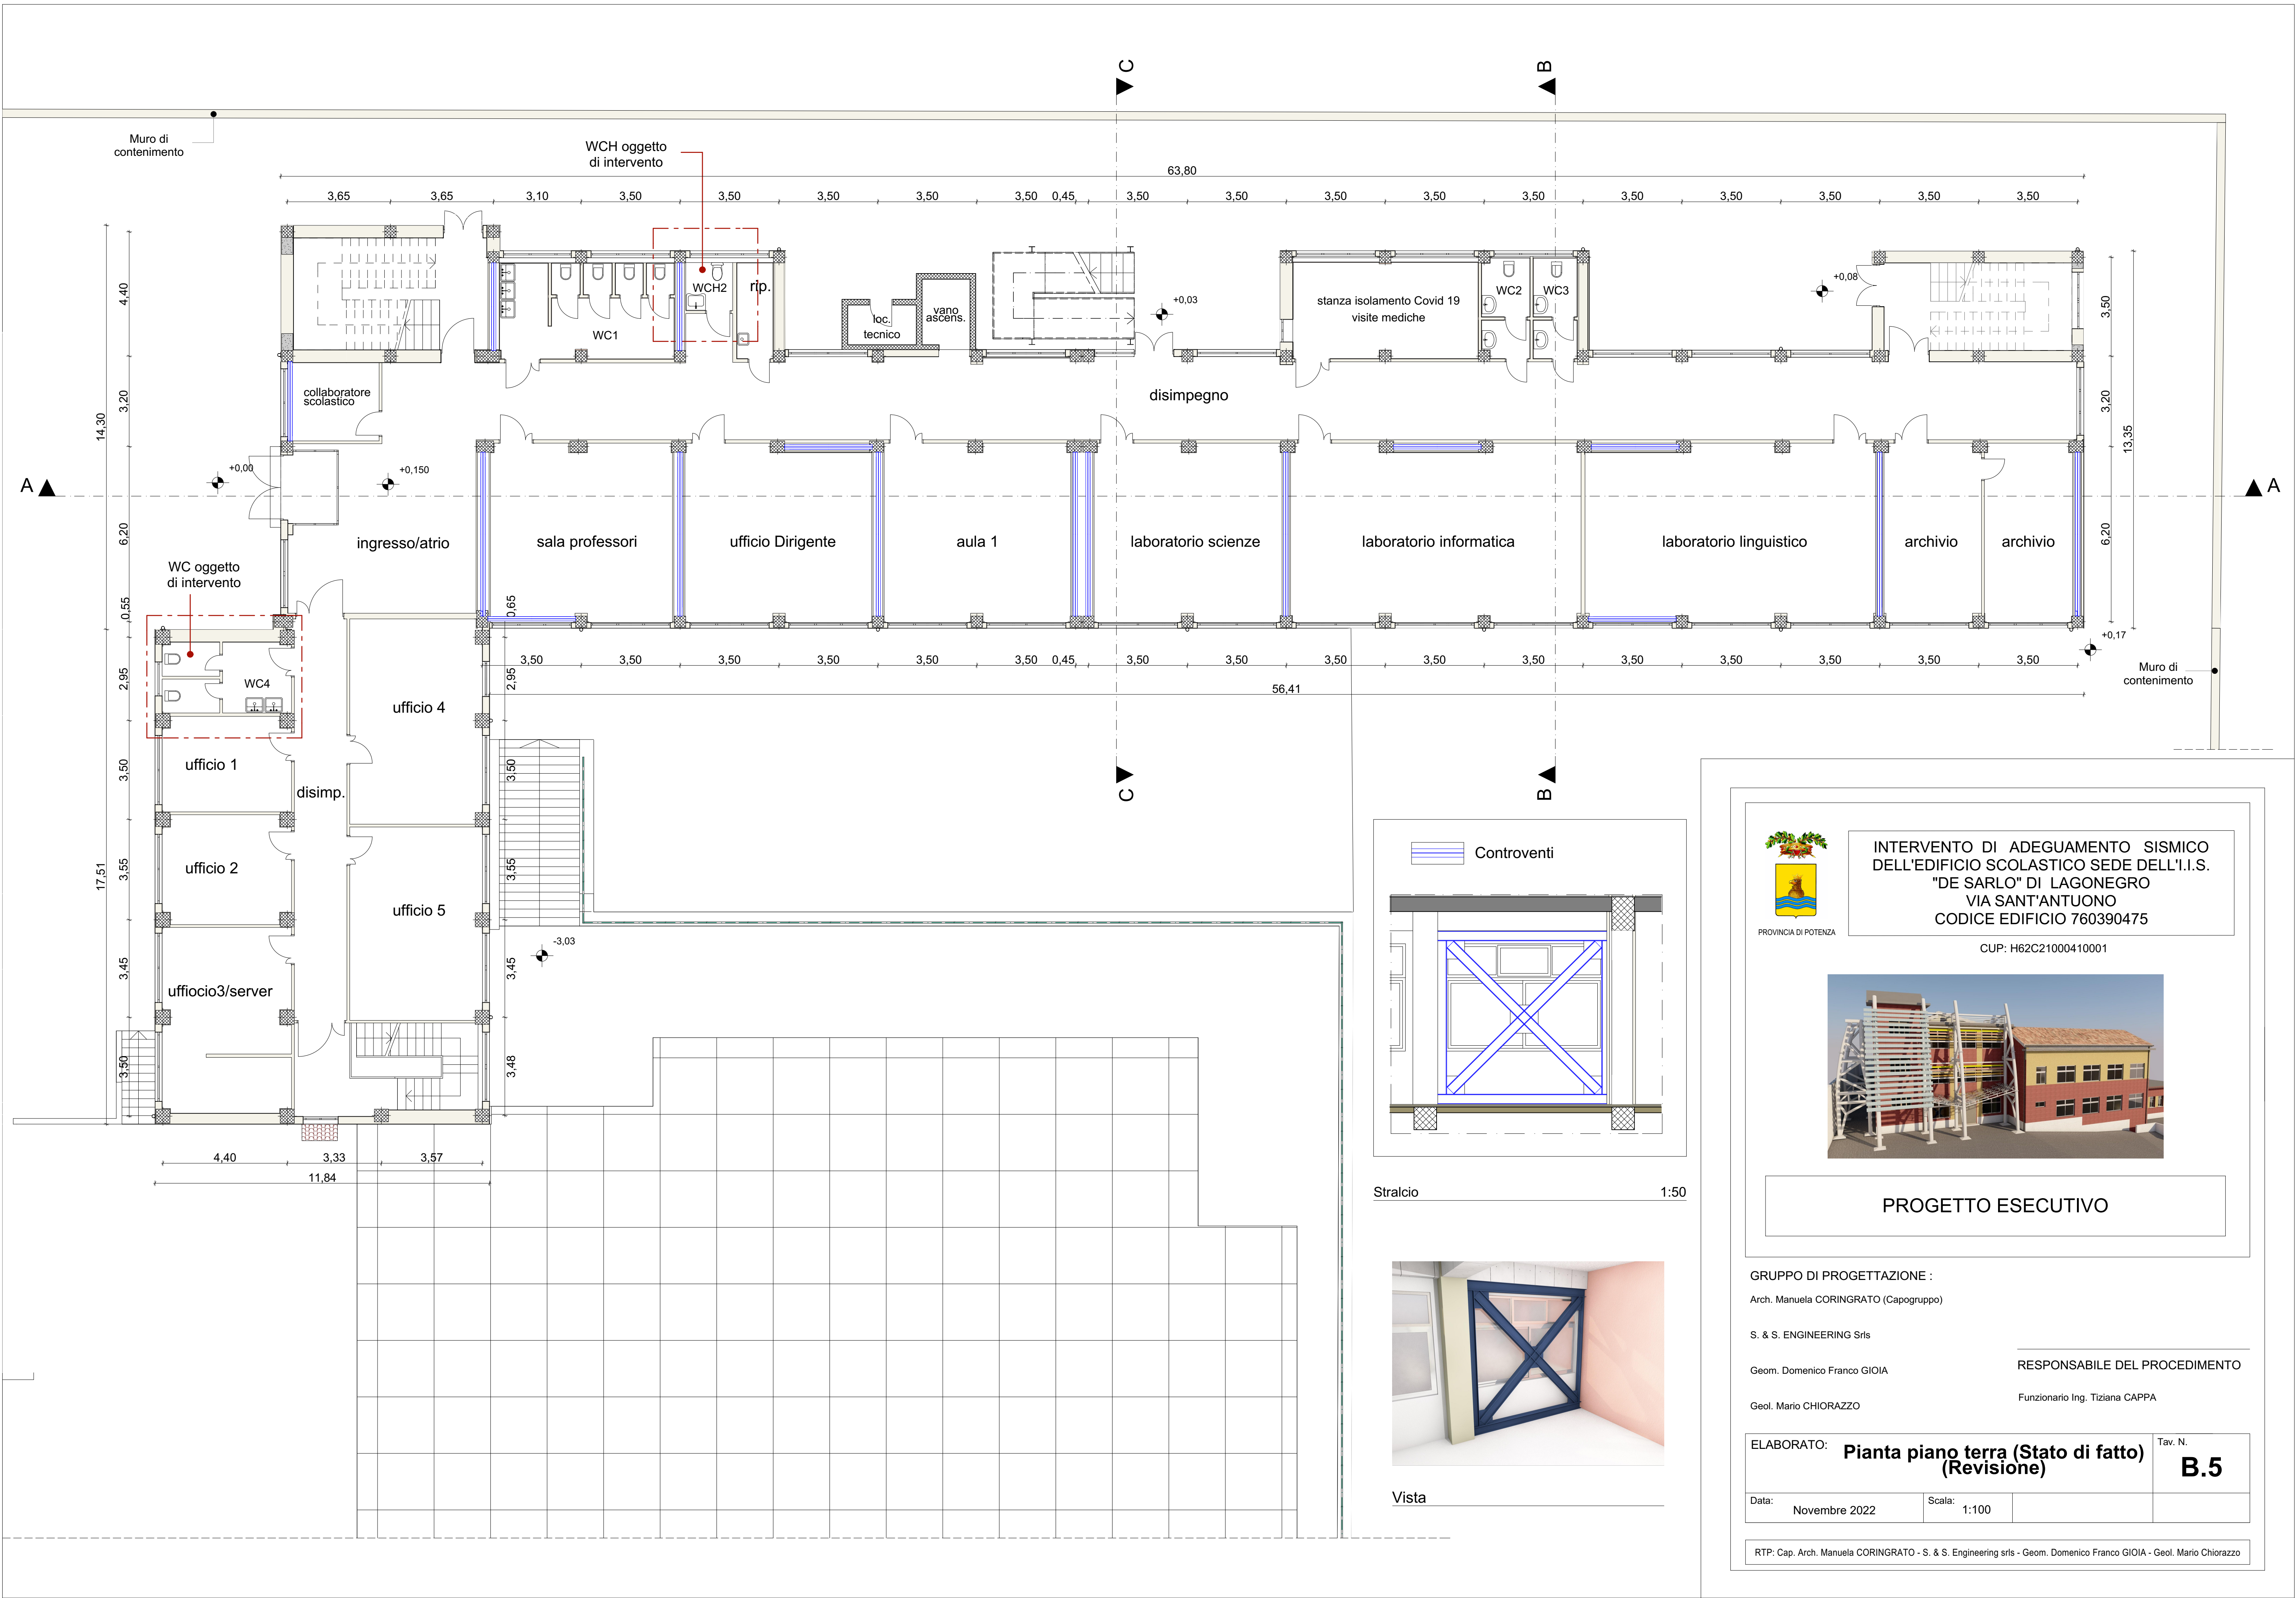 C
B
Muro di
contenimento
WCH oggetto
di intervento
63,80
3,65
3,65
3,10
3,50
3,50
3,50
3,50
3,50
0,45
3,50
3,50
3,50
3,50
3,50
3,50
3,50
3,50
3,50
3,50
4,40
3,20
14,30
6,20
0,55
WCH2
rip.
WC1
loc.
tecnico
vano
ascens.
+0,03
stanza isolamento Covid 19
visite mediche
WC2
WC3
+0,08
3,50
3,20
13,35
6,20
collaboratore
scolastico
disimpegno
A
+0,00
+0,150
A
ingresso/atrio
sala professori
ufficio Dirigente
aula 1
laboratorio scienze
laboratorio informatica
laboratorio linguistico
archivio
archivio
WC oggetto
di intervento
0,65
+0,17
3,50
3,50
3,50
3,50
3,50
3,50
0,45
3,50
3,50
3,50
3,50
3,50
3,50
3,50
3,50
3,50
3,50
56,41
Muro di
contenimento
2,95
2,95
WC4
ufficio 4
ufficio 1
3,50
3,50
disimp.
C
B
17,51
3,55
3,55
ufficio 2
ufficio 5
3,45
3,45
-3,03
uffiocio3/server
3,50
3,48
4,40
3,33
3,57
11,84
Controventi
Stralcio
1:50
Vista
PROVINCIA DI POTENZA
INTERVENTO DI ADEGUAMENTO SISMICO
DELL'EDIFICIO SCOLASTICO SEDE DELL'I.I.S.
"DE SARLO" DI LAGONEGRO
VIA SANT'ANTUONO
CODICE EDIFICIO 760390475
CUP: H62C21000410001
PROGETTO ESECUTIVO
GRUPPO DI PROGETTAZIONE :
Arch. Manuela CORINGRATO (Capogruppo)
S. & S. ENGINEERING Srls
Geom. Domenico Franco GIOIA
Geol. Mario CHIORAZZO
RESPONSABILE DEL PROCEDIMENTO
Funzionario Ing. Tiziana CAPPA
ELABORATO:
Pianta piano terra (Stato di fatto)
(Revisione)
Tav. N.
B.5
Data:
Novembre 2022
Scala:
1:100
RTP: Cap. Arch. Manuela CORINGRATO - S. & S. Engineering srls - Geom. Domenico Franco GIOIA - Geol. Mario Chiorazzo